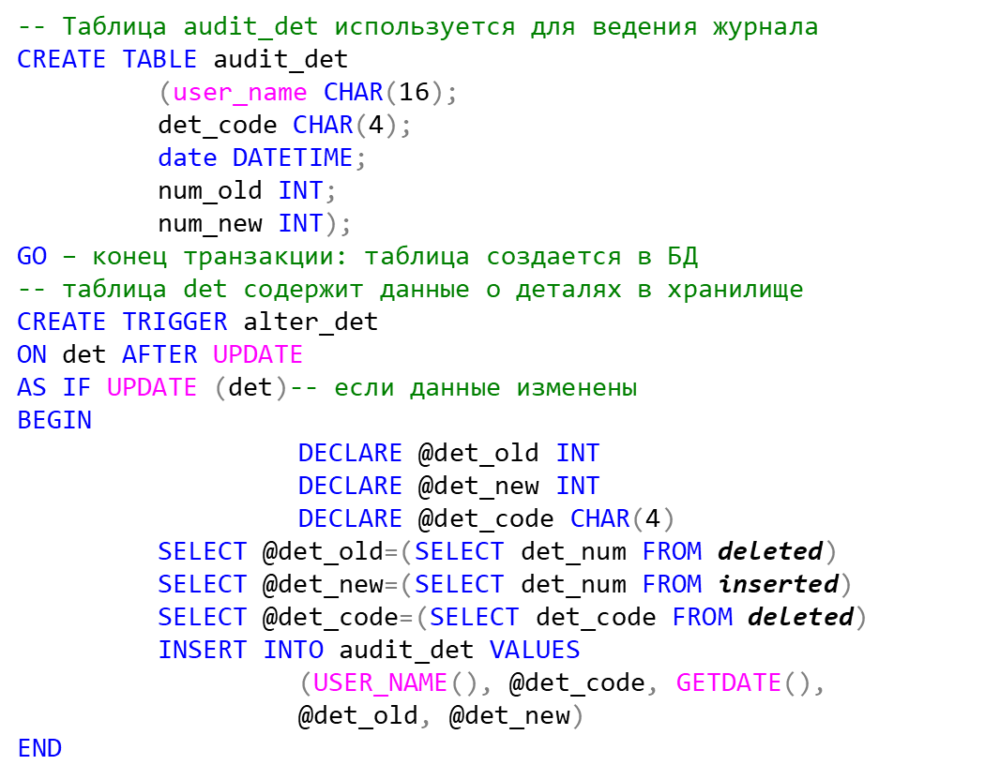 -- Таблица audit_det используется для ведения журнала
CREATE TABLE audit_det
(user_name CHAR(16);
det_code CHAR(4);
date DATETIME;
num_old INT;
num_new INT);
GO – конец транзакции: таблица создается в БД
-- таблица det содержит данные о деталях в хранилище
CREATE TRIGGER alter_det
ON det AFTER UPDATE
AS IF UPDATE (det)-- если данные изменены
BEGIN
DECLARE @det_old INT
DECLARE @det_new INT
DECLARE @det_code CHAR(4)
SELECT @det_old=(SELECT det_num FROM deleted)
SELECT @det_new=(SELECT det_num FROM inserted)
SELECT @det_code=(SELECT det_code FROM deleted)
INSERT INTO audit_det VALUES
(USER_NAME(), @det_code, GETDATE(),
@det_old, @det_new)
END